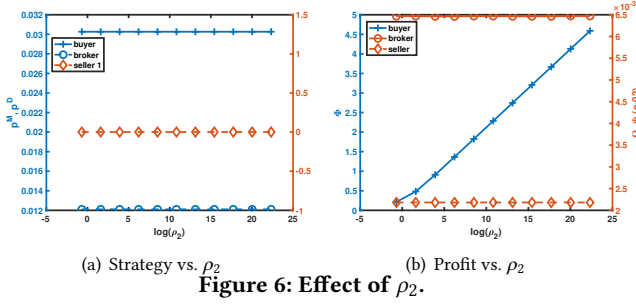 0.032
0.03
0.028
0.026
0.024
0.022
0.02
0.018
0.016
0.014
0.012
p^M, p^D
buyer
broker
seller 1
1.5
1
0.5
0
-0.5
-1
-5 0 5 10 15 20 25
log(ρ₂)
(a) Strategy vs. ρ₂
5
4.5
4
3.5
3
2.5
2
1.5
1
0.5
0
Φ
buyer
broker
seller
×10⁻³
6.5
6
5.5
5
4.5
4
3.5
3
2.5
2
-5 0 5 10 15 20 25
log(ρ₂)
(b) Profit vs. ρ₂
Figure 6: Effect of ρ₂.